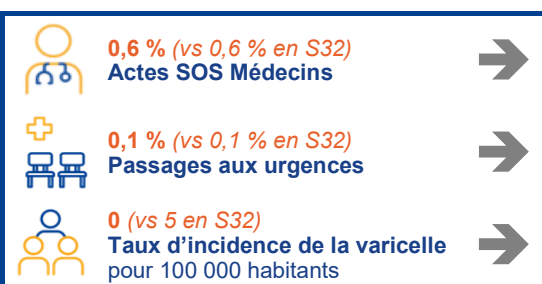 0,6 % (vs 0,6 % en S32)
Actes SOS Médecins
0,1 % (vs 0,1 % en S32)
Passages aux urgences
0 (vs 5 en S32)
Taux d’incidence de la varicelle
pour 100 000 habitants